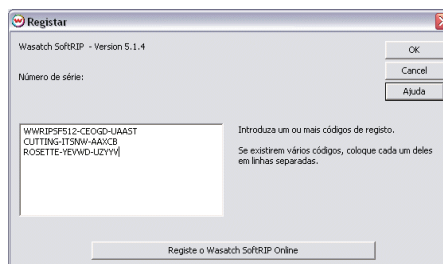 Registar
Wasatch SoftRIP - Version 5.1.4
OK
Número de série:
Cancel
Ajuda
WWRIPSF512-CEOGD-UAAST
CUTTING-ITSNW-AAXCB
ROSETTE-YEVWD-UZYYV
Introduza um ou mais códigos de registo.
Se existirem vários códigos, coloque cada um deles
em linhas separadas.
Registe o Wasatch SoftRIP Online